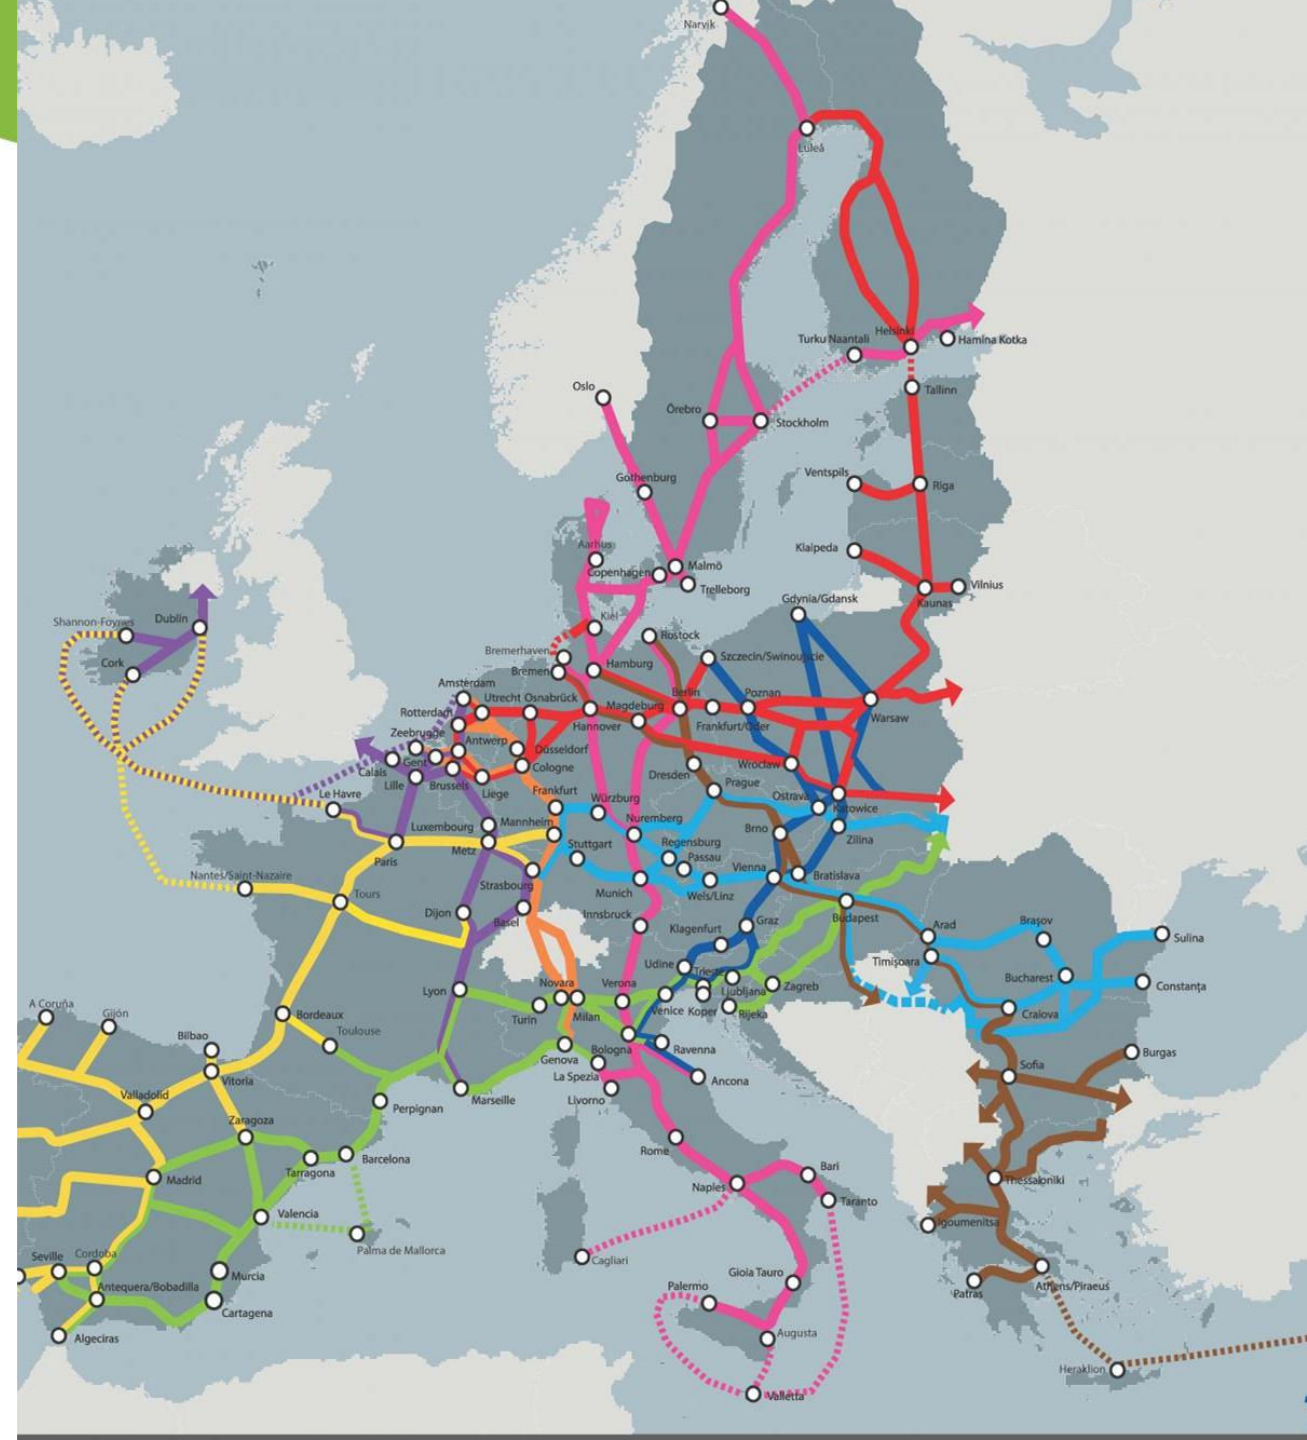 Narvik
Luleå
Helsinki
Turku Naantali
Hamina Kotka
Oslo
Tallinn
Örebro
Stockholm
Ventspils
Riga
Gothenburg
Aarhus
Klaipeda
Malmö
Copenhagen
Trelleborg
Vilnius
Kaunas
Gdynia/Gdansk
Shannon-Foynes
Dublin
Kiel
Rostock
Bremerhaven
Cork
Bremen
Hamburg
Szczecin/Swinoujscie
Amsterdam
Utrecht
Osnabrück
Magdeburg
Berlin
Poznan
Rotterdam
Warsaw
Hannover
Frankfurt/Oder
Zeebrugge
Antwerp
Düsseldorf
Gent
Calais
Cologne
Dresden
Wroclaw
Lille
Brussels
Liege
Frankfurt
Prague
Le Havre
Würzburg
Ostrava
Katowice
Luxembourg
Mannheim
Nuremberg
Brno
Zilina
Metz
Stuttgart
Regensburg
Paris
Passau
Nantes/Saint-Nazaire
Vienna
Bratislava
Strasbourg
Munich
Wels/Linz
Tours
Dijon
Basel
Innsbruck
Graz
Budapest
Klagenfurt
Arad
Braşov
Sulina
Timişoara
Udine
Trieste
Bucharest
Lyon
Novara
Verona
Ljubljana
Zagreb
Constanţa
A Coruña
Gijón
Bordeaux
Turin
Milan
Venice
Koper
Rijeka
Craiova
Bilbao
Toulouse
Genova
Bologna
Ravenna
Burgas
Vitoria
La Spezia
Ancona
Sofia
Valladolid
Marseille
Livorno
Perpignan
Zaragoza
Rome
Barcelona
Tarragona
Madrid
Bari
Thessaloniki
Naples
Taranto
Valencia
Igoumenitsa
Palma de Mallorca
Cagliari
Seville
Cordoba
Murcia
Gioia Tauro
Antequera/Bobadilla
Palermo
Patras
Athens/Piraeus
Cartagena
Algeciras
Augusta
Heraklion
Valletta